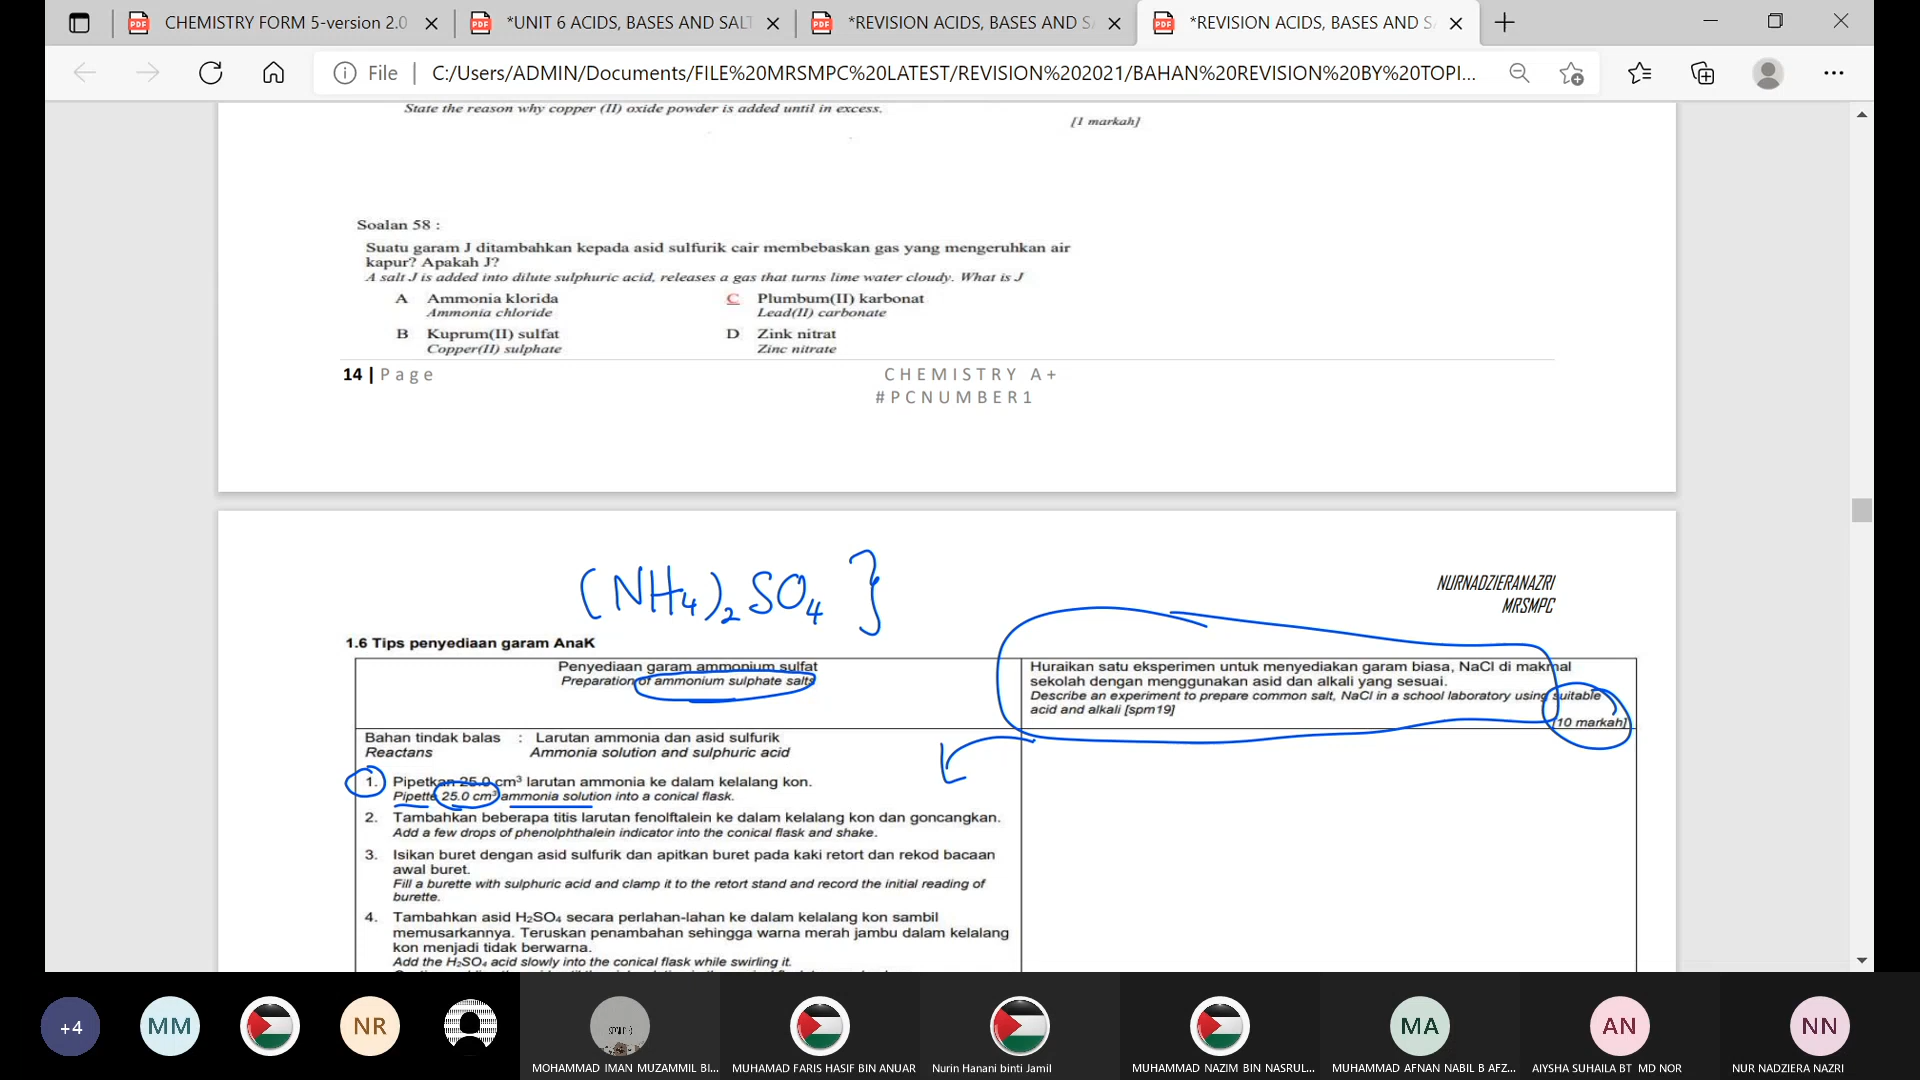 CHEMISTRY FORM 5-version 2.0
*UNIT 6 ACIDS, BASES AND SALT
*REVISION ACIDS, BASES AND S
*REVISION ACIDS, BASES AND S
File
C:/Users/ADMIN/Documents/FILE%20MRSMPC%20LATEST/REVISION%202021/BAHAN%20REVISION%20BY%20TOPI...
State the reason why copper (II) oxide powder is added until in excess.
[1 markah]
Soalan 58 :
Suatu garam J ditambahkan kepada asid sulfurik cair membebaskan gas yang mengeruhkan air
kapur? Apakah J?
A salt J is added into dilute sulphuric acid, releases a gas that turns lime water cloudy. What is J
A Ammonia klorida
Ammonia chloride
B Kuprum(II) sulfat
Copper(II) sulphate
C Plumbum(II) karbonat
Lead(II) carbonate
D Zink nitrat
Zinc nitrate
14 | Page
CHEMISTRY A+
#PCNUMBER1
(NH4)2SO4 }
NURNADZIERANAZRI
MRSMPC
1.6 Tips penyediaan garam AnaK
Penyediaan garam ammonium sulfat
Preparation of ammonium sulphate salts
Huraikan satu eksperimen untuk menyediakan garam biasa, NaCl di makmal
sekolah dengan menggunakan asid dan alkali yang sesuai.
Describe an experiment to prepare common salt, NaCl in a school laboratory using suitable
acid and alkali [spm19]
[10 markah]
Bahan tindak balas : Larutan ammonia dan asid sulfurik
Reactans Ammonia solution and sulphuric acid
1. Pipetkan 25.0 cm³ larutan ammonia ke dalam kelalang kon.
Pipette 25.0 cm³ ammonia solution into a conical flask.
2. Tambahkan beberapa titis larutan fenolftalein ke dalam kelalang kon dan goncangkan.
Add a few drops of phenolphthalein indicator into the conical flask and shake.
3. Isikan buret dengan asid sulfurik dan apitkan buret pada kaki retort dan rekod bacaan
awal buret.
Fill a burette with sulphuric acid and clamp it to the retort stand and record the initial reading of
burette.
4. Tambahkan asid H₂SO₄ secara perlahan-lahan ke dalam kelalang kon sambil
memusarkannya. Teruskan penambahan sehingga warna merah jambu dalam kelalang
kon menjadi tidak berwarna.
Add the H₂SO₄ acid slowly into the conical flask while swirling it.
+4
MM
NR
MA
AN
NN
MOHAMMAD IMAN MUZAMMIL BI...
MUHAMAD FARIS HASIF BIN ANUAR
Nurin Hanani binti Jamil
MUHAMMAD NAZIM BIN NASRUL...
MUHAMMAD AFNAN NABIL B AFZ...
AIYSHA SUHAILA BT MD NOR
NUR NADZIERA NAZRI